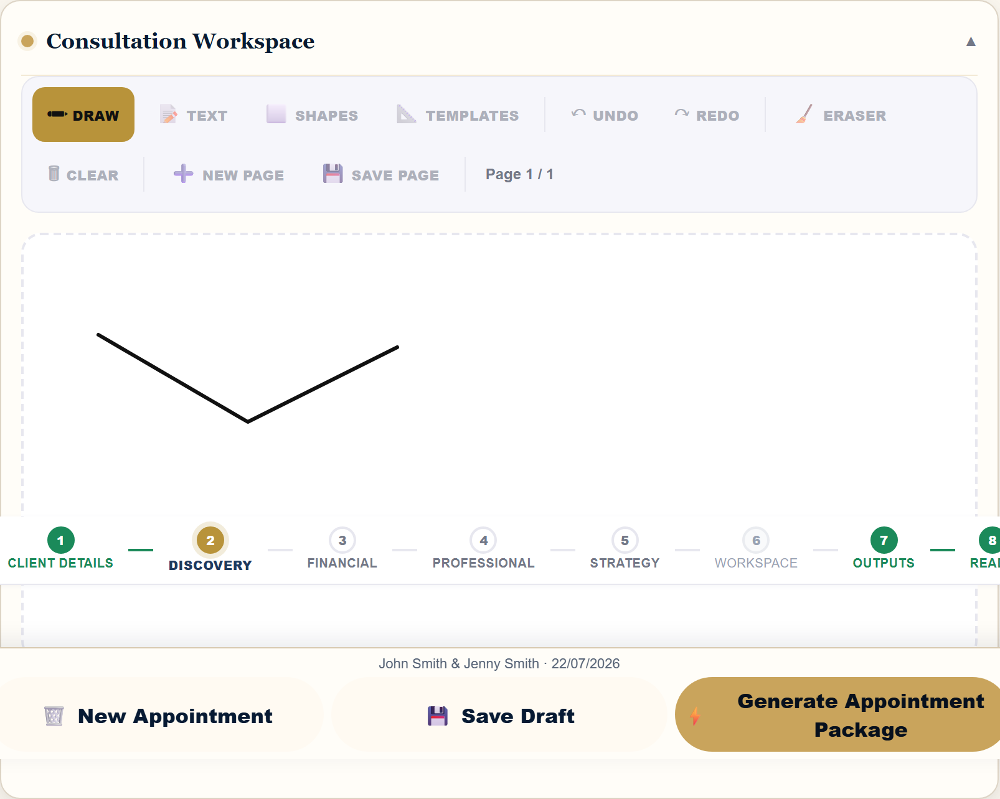 Consultation Workspace
DRAW TEXT SHAPES TEMPLATES UNDO REDO ERASER
CLEAR NEW PAGE SAVE PAGE Page 1 / 1
1 2 3 4 5 6 7 8
CLIENT DETAILS DISCOVERY FINANCIAL PROFESSIONAL STRATEGY WORKSPACE OUTPUTS
John Smith & Jenny Smith · 22/07/2026
New Appointment Save Draft Generate Appointment
Package